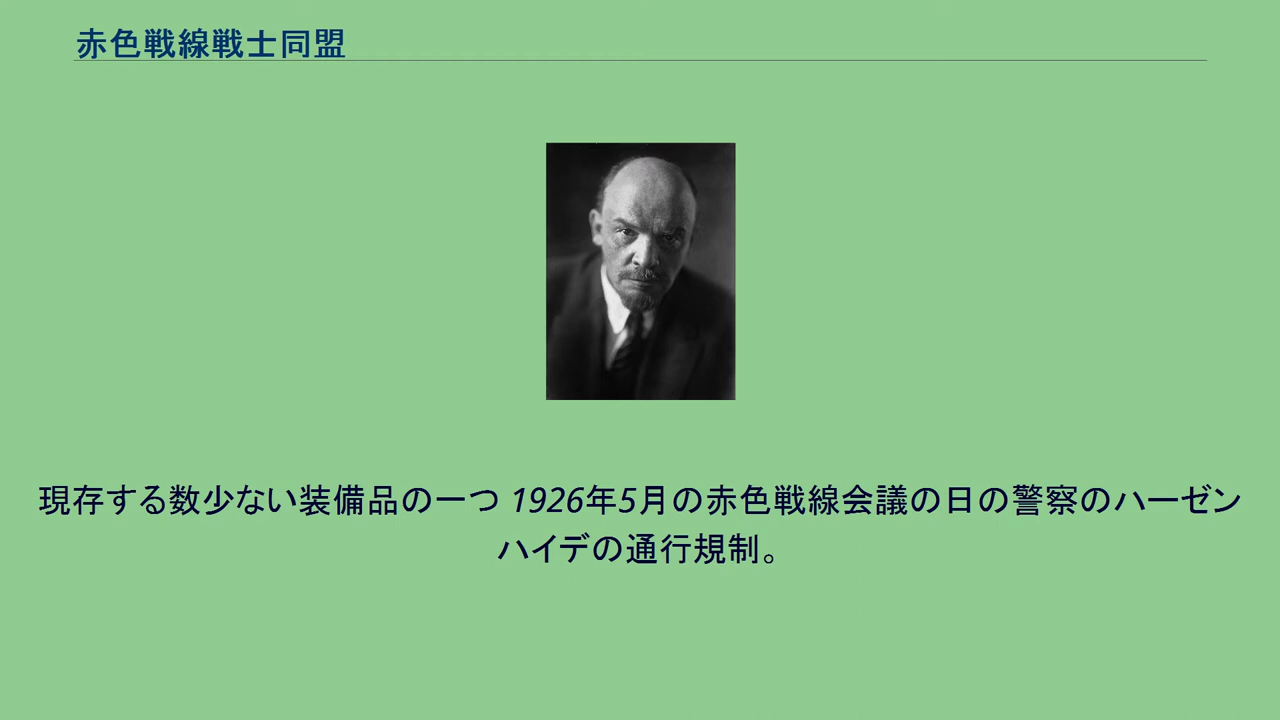 赤色戦線戦士同盟
現存する数少ない装備品の一つ 1926年5月の赤色戦線会議の日の警察のハーゼン
ハイデの通行規制。